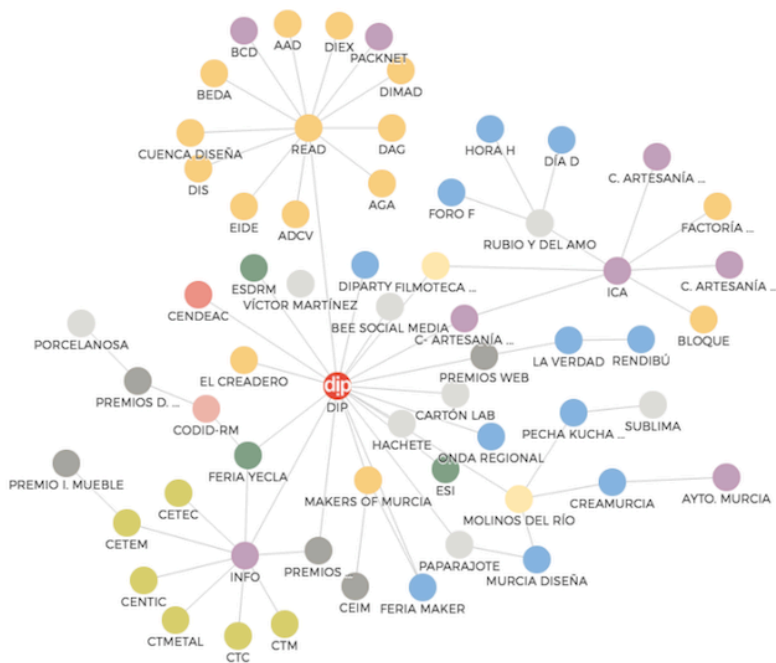 BCD
AAD
DIEX
PACKNET
BEDA
DIMAD
CUENCA DISEÑA
READ
DAG
HORA H
DÍA D
C. ARTESANÍA ...
DIS
AGA
FORO F
FACTORÍA ...
EIDE
ADCV
RUBIO Y DEL AMO
ESDRM
DIPARTY
FILMOTECA ...
ICA
C. ARTESANÍA ...
VÍCTOR MARTÍNEZ
CENDEAC
BEE SOCIAL MEDIA
BLOQUE
PORCELANOSA
C- ARTESANÍA ...
LA VERDAD
RENDIBÚ
EL CREADERO
dip
DIP
PREMIOS WEB
PREMIOS D. ...
CARTÓN LAB
CODID-RM
HACHETE
PECHA KUCHA ...
SUBLIMA
ONDA REGIONAL
PREMIO I. MUEBLE
FERIA YECLA
ESI
MAKERS OF MURCIA
CETEC
MOLINOS DEL RÍO
CREAMURCIA
AYTO. MURCIA
CETEM
PAPARAJOTE
INFO
PREMIOS ...
MURCIA DISEÑA
CENTIC
CEIM
FERIA MAKER
CTMETAL
CTC
CTM